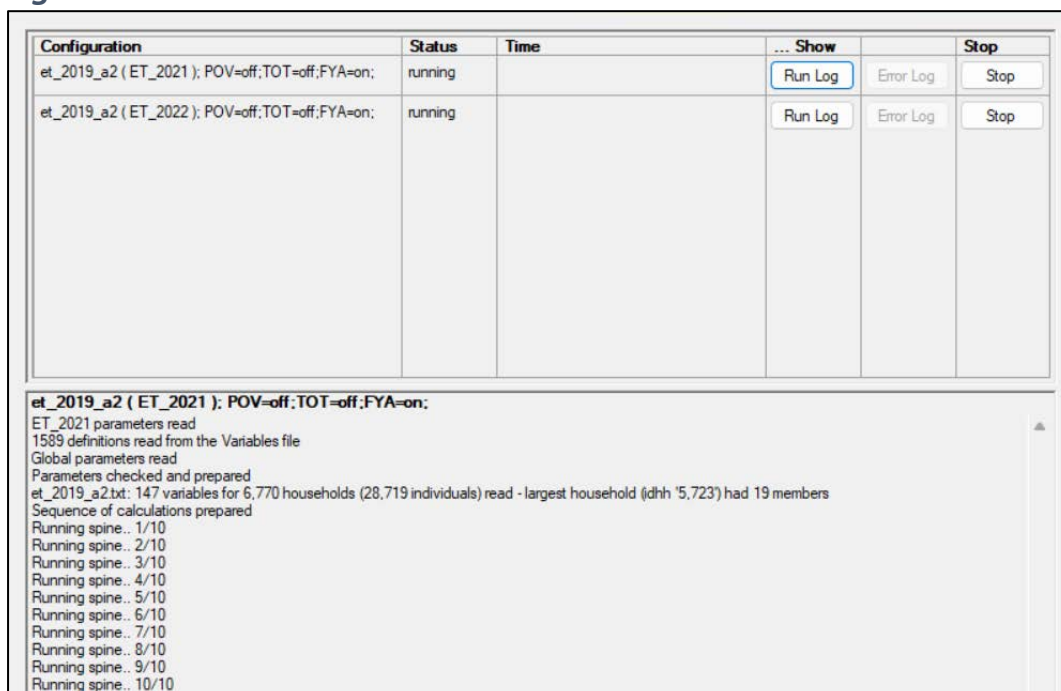 Configuration Status Time ... Show Stop
et_2019_a2 ( ET_2021 ); POV=off;TOT=off;FYA=on; running Run Log Error Log Stop
et_2019_a2 ( ET_2022 ); POV=off;TOT=off;FYA=on; running Run Log Error Log Stop
et_2019_a2 ( ET_2021 ); POV=off;TOT=off;FYA=on;
ET_2021 parameters read
1589 definitions read from the Variables file
Global parameters read
Parameters checked and prepared
et_2019_a2.txt: 147 variables for 6,770 households (28,719 individuals) read - largest household (idhh '5,723') had 19 members
Sequence of calculations prepared
Running spine.. 1/10
Running spine.. 2/10
Running spine.. 3/10
Running spine.. 4/10
Running spine.. 5/10
Running spine.. 6/10
Running spine.. 7/10
Running spine.. 8/10
Running spine.. 9/10
Running spine.. 10/10